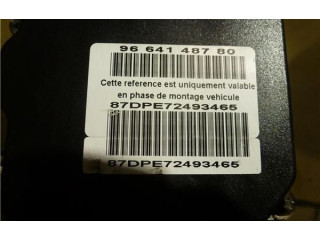 96 641 487 80
Cette reference est uniquement valable
en phase de montage vehicule
87DPE72493465
87DPE72493465